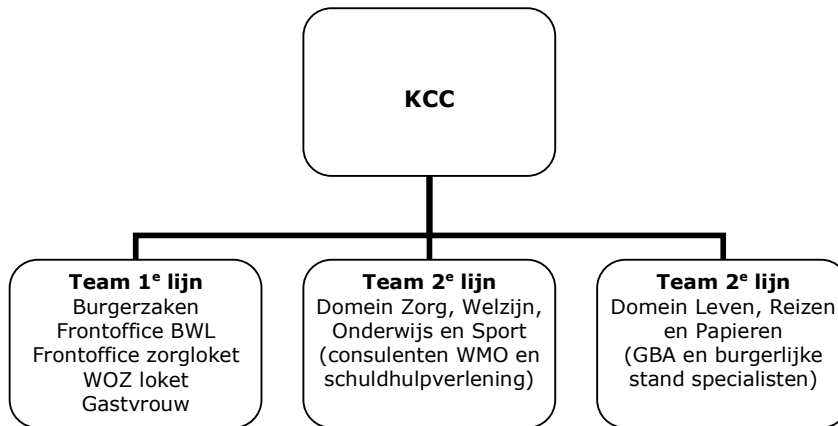 KCC
Team 1e lijn
Burgerzaken
Frontoffice BWL
Frontoffice zorgloket
WOZ loket
Gastvrouw
Team 2e lijn
Domein Zorg, Welzijn,
Onderwijs en Sport
(consulenten WMO en
schuldhulpverlening)
Team 2e lijn
Domein Leven, Reizen
en Papieren
(GBA en burgerlijke
stand specialisten)